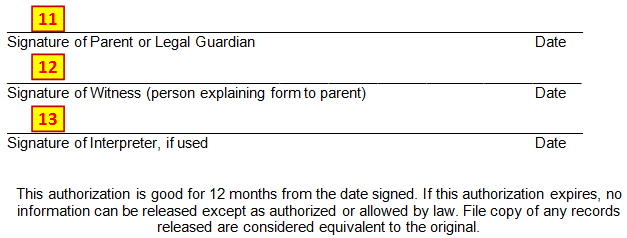 11
Signature of Parent or Legal Guardian Date
12
Signature of Witness (person explaining form to parent) Date
13
Signature of Interpreter, if used Date
This authorization is good for 12 months from the date signed. If this authorization expires, no
information can be released except as authorized or allowed by law. File copy of any records
released are considered equivalent to the original.